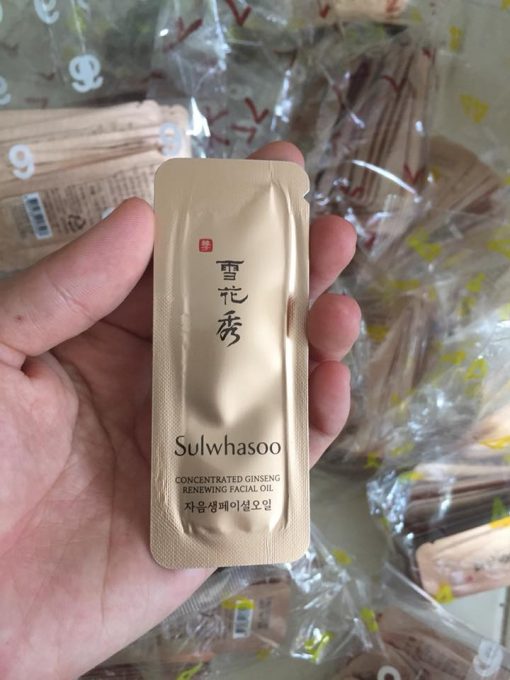 雪花秀
Sulwhasoo
CONCENTRATED GINSENG
RENEWING FACIAL OIL
자음생페이셜오일